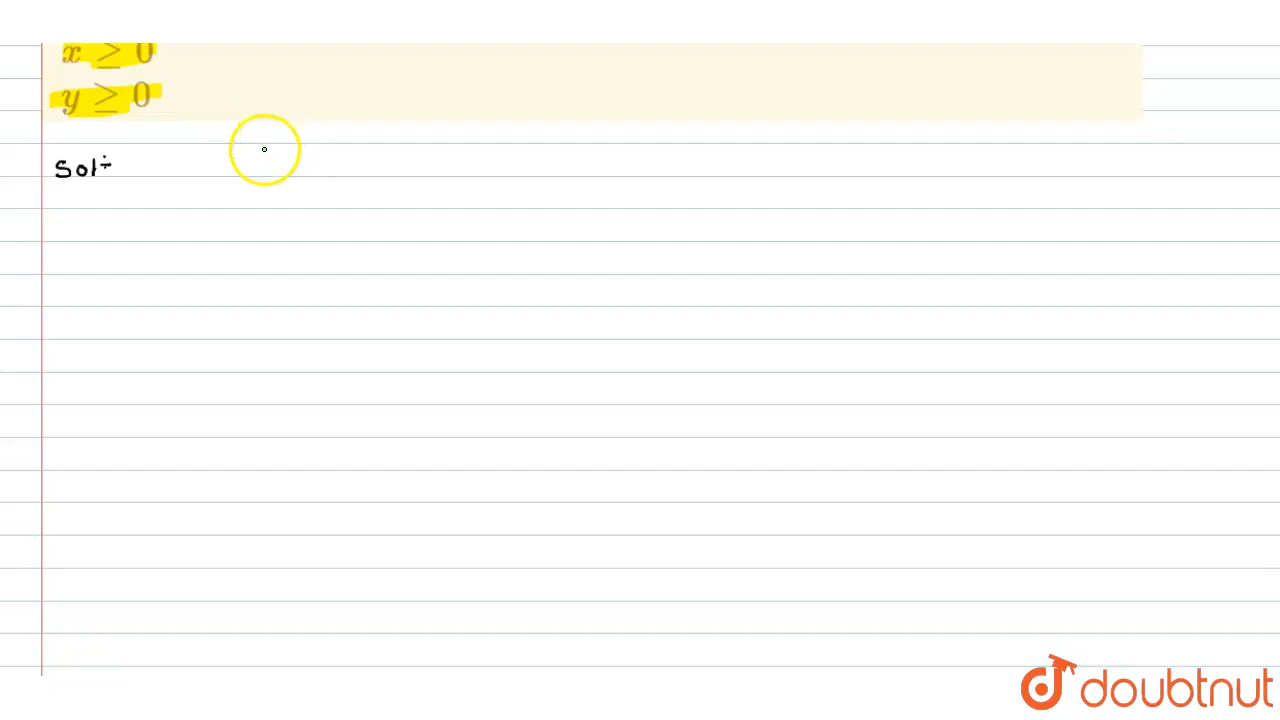 x ≥ 0
y ≥ 0
Sol÷
doubtnut